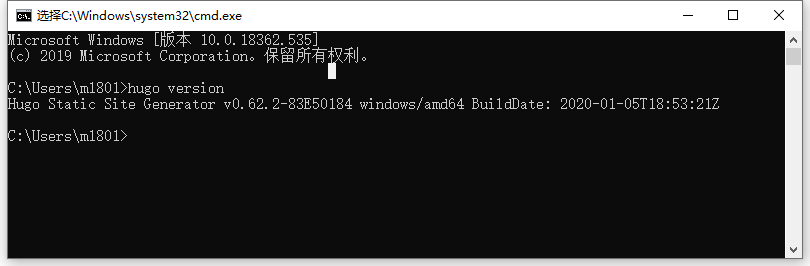 选择C:\Windows\system32\cmd.exe
Microsoft Windows [版本 10.0.18362.535]
(c) 2019 Microsoft Corporation。保留所有权利。
C:\Users\m1801>hugo version
Hugo Static Site Generator v0.62.2-83E50184 windows/amd64 BuildDate: 2020-01-05T18:53:21Z
C:\Users\m1801>